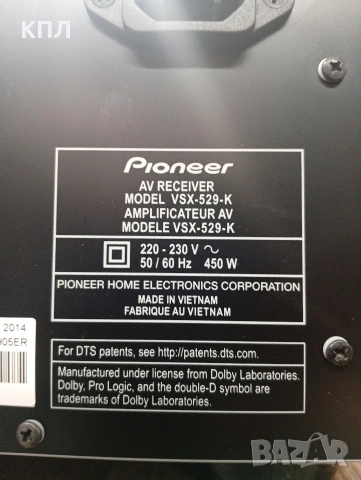 КПЛ
Pioneer
AV RECEIVER
MODEL VSX-529-K
AMPLIFICATEUR AV
MODELE VSX-529-K
220 - 230 V ~
50 / 60 Hz 450 W
PIONEER HOME ELECTRONICS CORPORATION
MADE IN VIETNAM
FABRIQUE AU VIETNAM
2014
905ER
For DTS patents, see http://patents.dts.com.
Manufactured under license from Dolby Laboratories.
Dolby, Pro Logic, and the double-D symbol are
trademarks of Dolby Laboratories.
BAZAR